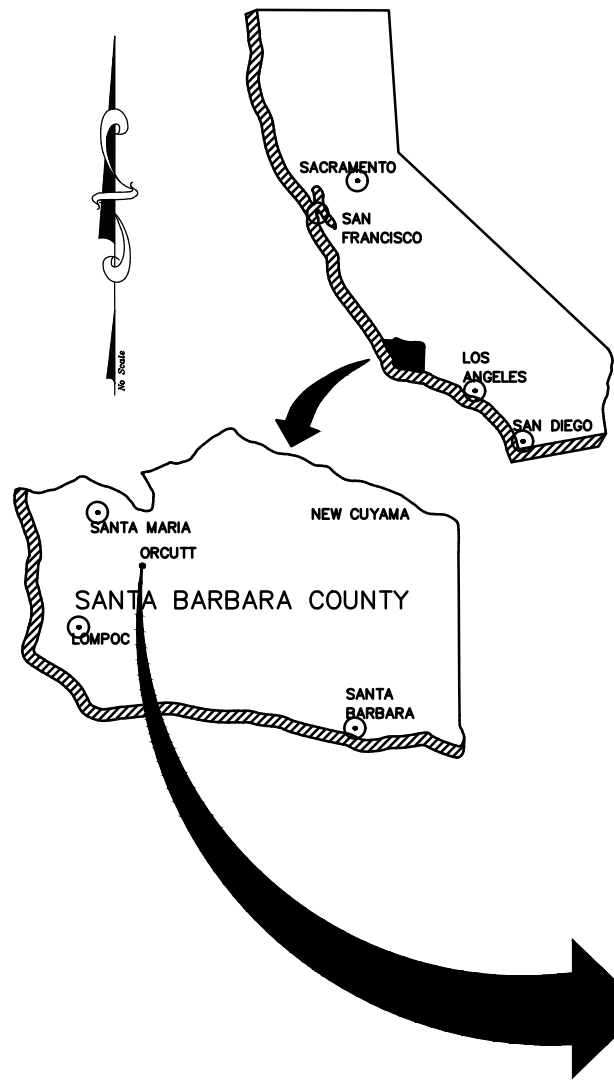 SACRAMENTO
SAN
FRANCISCO
No Scale
LOS
ANGELES
SAN DIEGO
NEW CUYAMA
SANTA MARIA
ORCUTT
SANTA BARBARA COUNTY
LOMPOC
SANTA
BARBARA